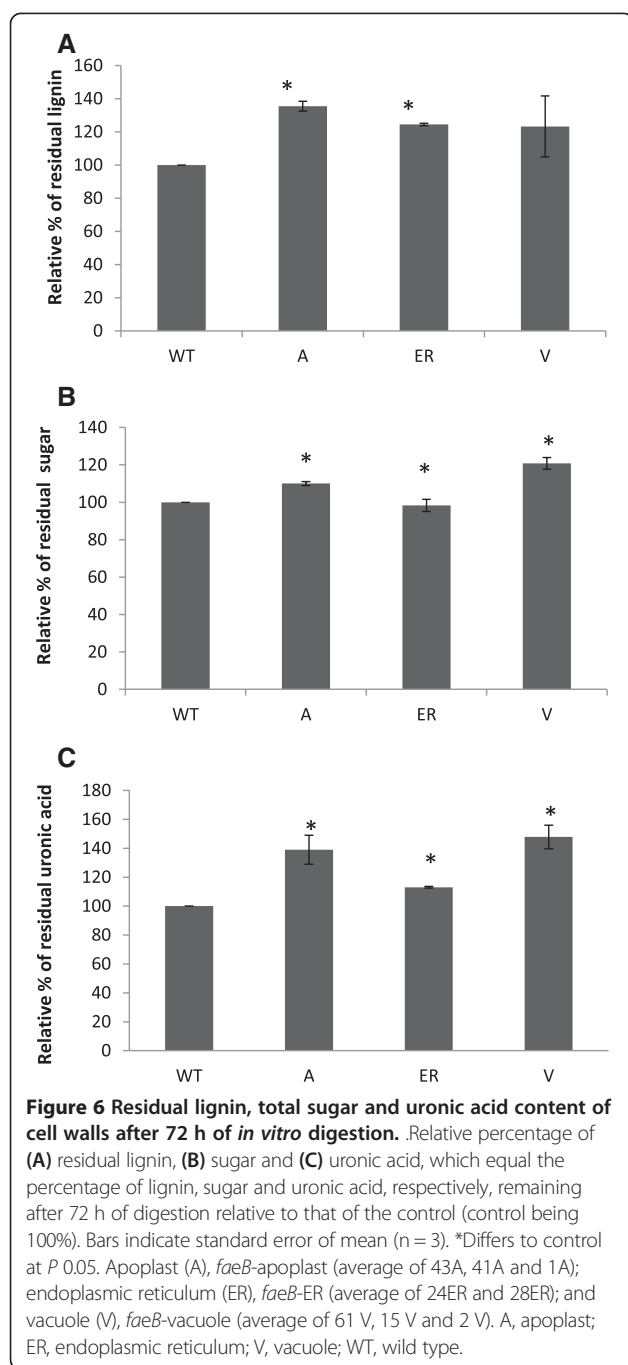 A
Relative % of residual lignin
160
140
120
100
80
60
40
20
0
* *
WT A ER V
B
Relative % of residual sugar
140
120
100
80
60
40
20
0
* * *
WT A ER V
C
Relative % of residual uronic acid
180
160
140
120
100
80
60
40
20
0
* * *
WT A ER V
Figure 6 Residual lignin, total sugar and uronic acid content of
cell walls after 72 h of in vitro digestion. .Relative percentage of
(A) residual lignin, (B) sugar and (C) uronic acid, which equal the
percentage of lignin, sugar and uronic acid, respectively, remaining
after 72 h of digestion relative to that of the control (control being
100%). Bars indicate standard error of mean (n = 3). *Differs to control
at P 0.05. Apoplast (A), faeB-apoplast (average of 43A, 41A and 1A);
endoplasmic reticulum (ER), faeB-ER (average of 24ER and 28ER); and
vacuole (V), faeB-vacuole (average of 61 V, 15 V and 2 V). A, apoplast;
ER, endoplasmic reticulum; V, vacuole; WT, wild type.